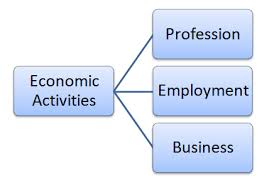 Economic
Activities
Profession
Employment
Business